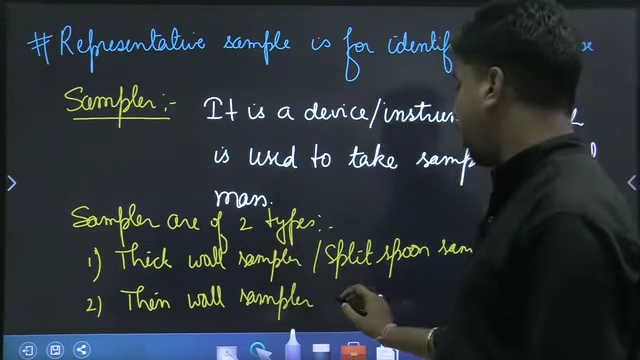 # Representative sample is for identif
Sampler:- It is a device/instrum
is used to take samp
mass.
Sampler are of 2 types:-
1) Thick wall sampler / Split spoon sam
2) Thin wall sampler